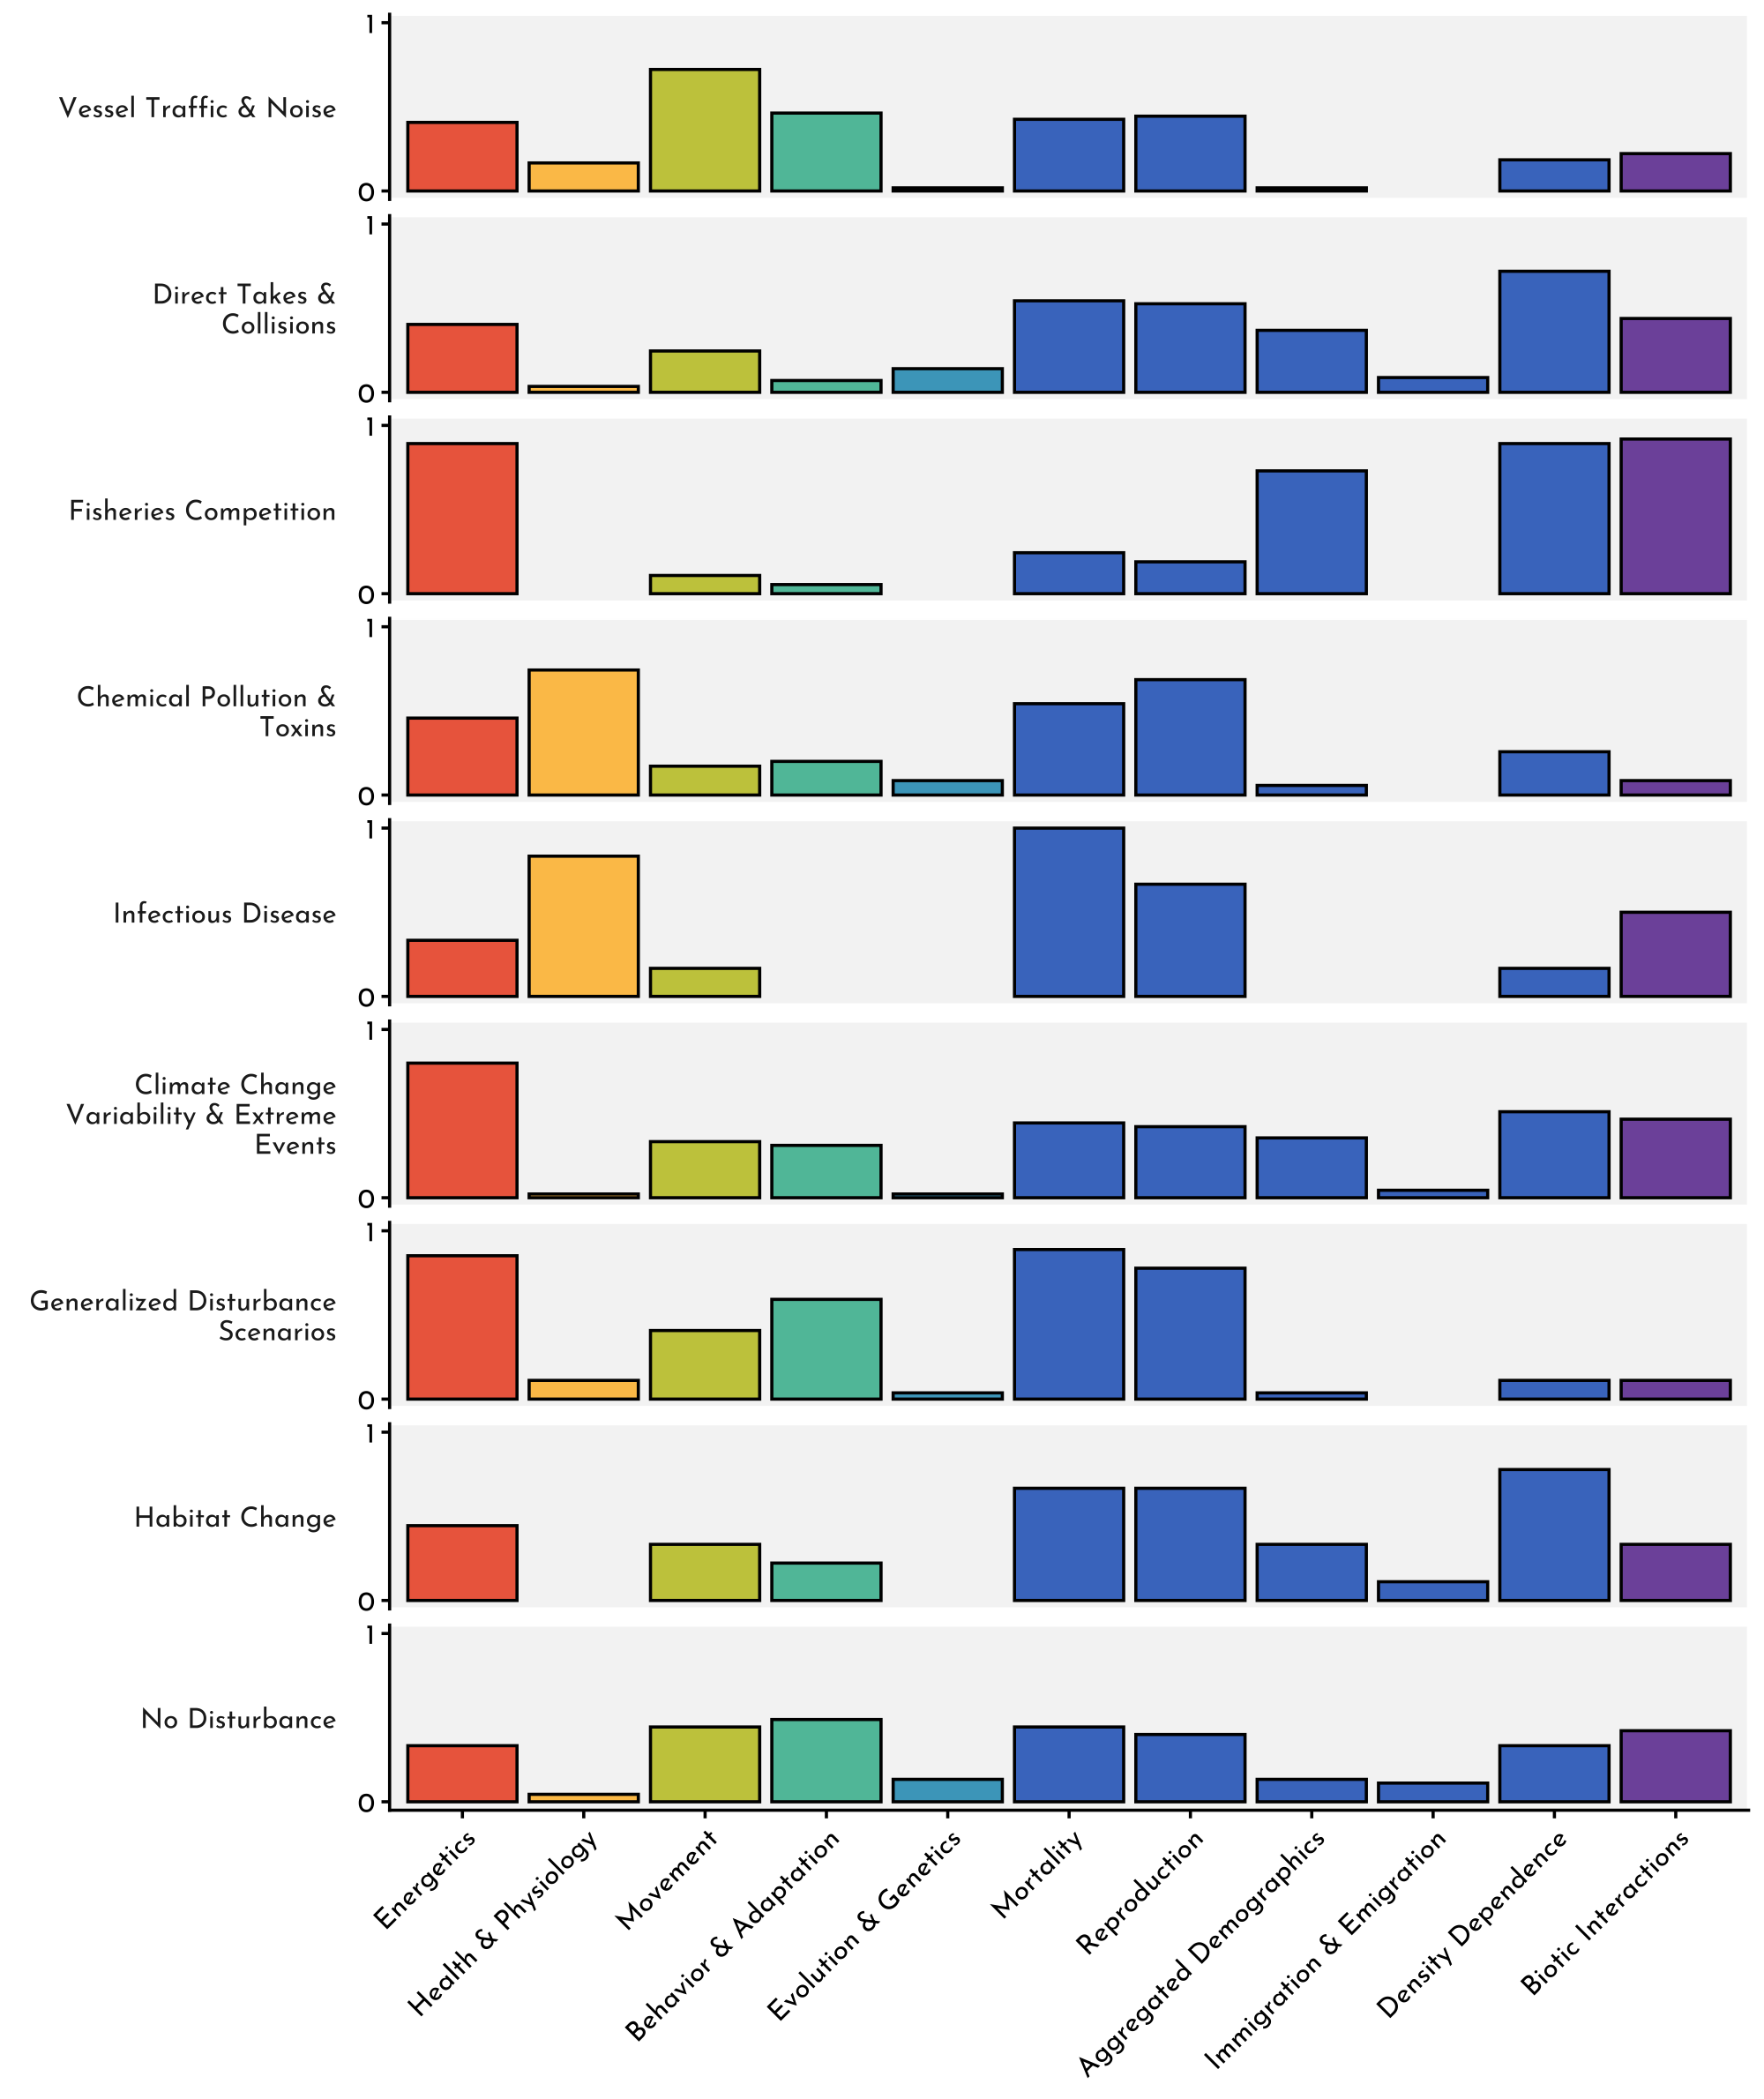 1
Vessel Traffic & Noise
0
1
Direct Takes &
Collisions
0
1
Fisheries Competition
0
1
Chemical Pollution &
Toxins
0
1
Infectious Disease
0
1
Climate Change
Variability & Extreme
Events
0
1
Generalized Disturbance
Scenarios
0
1
Habitat Change
0
1
No Disturbance
0
Energetics
Health & Physiology
Movement
Behavior & Adaptation
Evolution & Genetics
Mortality
Reproduction
Aggregated Demographics
Immigration & Emigration
Density Dependence
Biotic Interactions